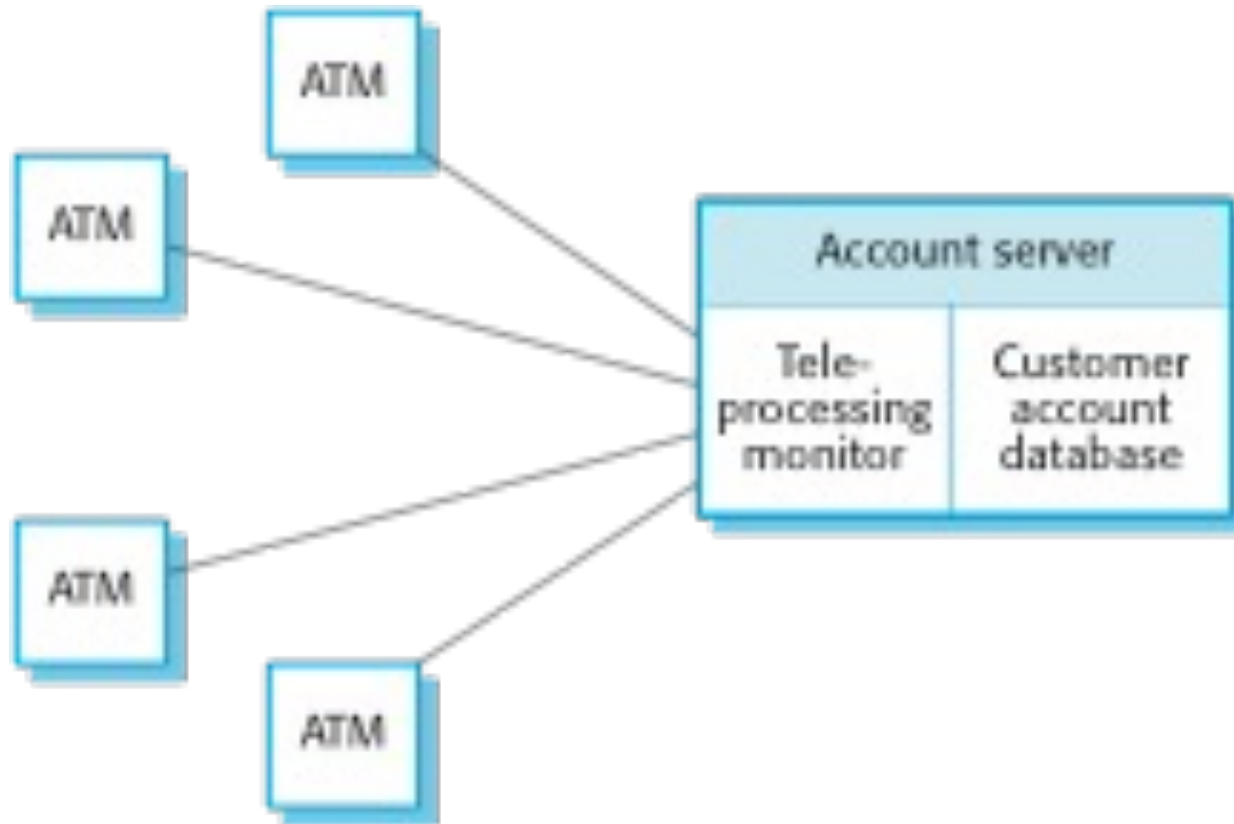 ATM
ATM
ATM
ATM
Account server
Tele-
processing
monitor
Customer
account
database